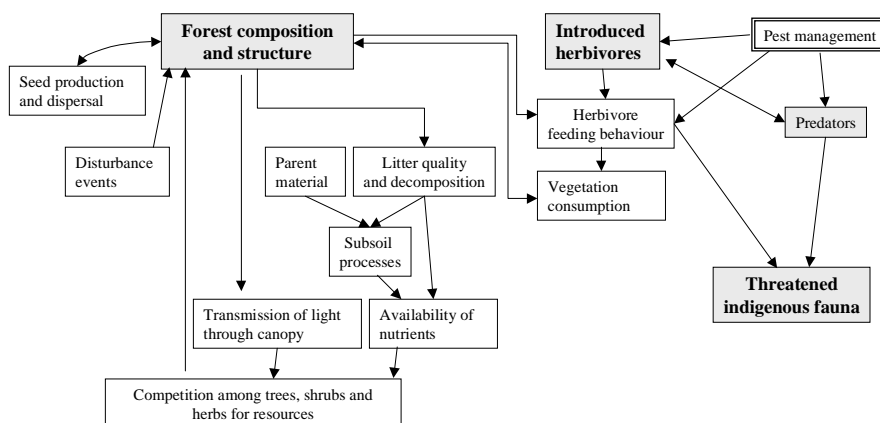 Forest composition
and structure
Introduced
herbivores
Pest management
Seed production
and dispersal
Herbivore
feeding behaviour
Predators
Disturbance
events
Parent
material
Litter quality
and decomposition
Vegetation
consumption
Subsoil
processes
Threatened
indigenous fauna
Transmission of light
through canopy
Availability of
nutrients
Competition among trees, shrubs and
herbs for resources